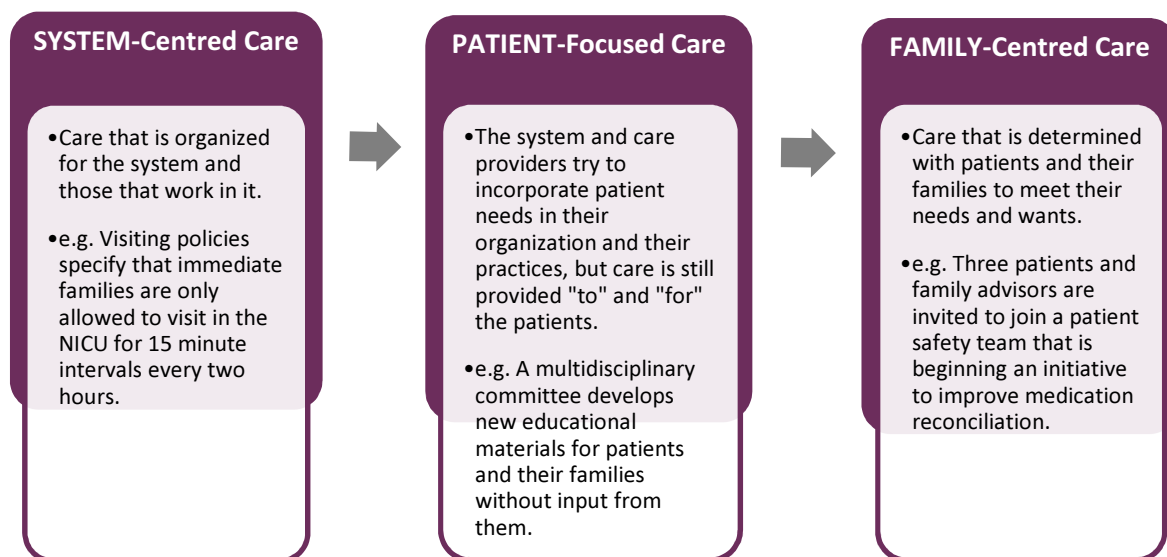 SYSTEM-Centred Care
•Care that is organized
for the system and
those that work in it.
•e.g. Visiting policies
specify that immediate
families are only
allowed to visit in the
NICU for 15 minute
intervals every two
hours.
PATIENT-Focused Care
•The system and care
providers try to
incorporate patient
needs in their
organization and their
practices, but care is still
provided "to" and "for"
the patients.
•e.g. A multidisciplinary
committee develops
new educational
materials for patients
and their families
without input from
them.
FAMILY-Centred Care
•Care that is determined
with patients and their
families to meet their
needs and wants.
•e.g. Three patients and
family advisors are
invited to join a patient
safety team that is
beginning an initiative
to improve medication
reconciliation.